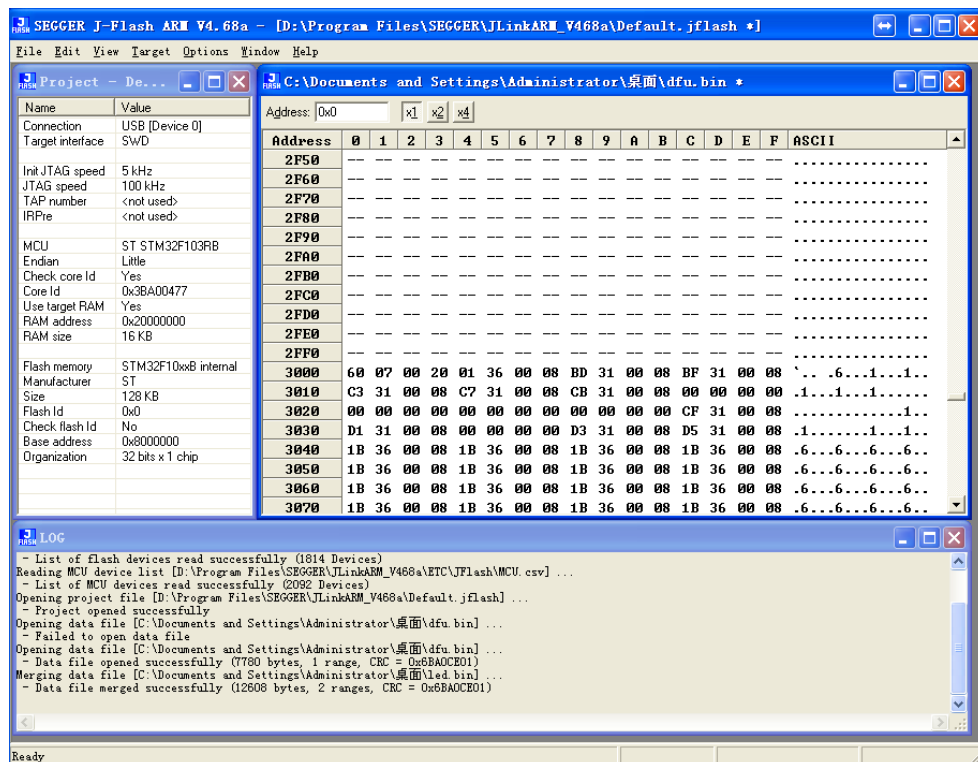 SEGGER J-Flash ARM V4.68a - [D:\Program Files\SEGGER\JLinkARM_V468a\Default.jflash *]
File Edit View Target Options Window Help
Project - De...
Name Value
Connection USB [Device 0]
Target interface SWD
Init JTAG speed 5 kHz
JTAG speed 100 kHz
TAP number <not used>
IRPre <not used>
MCU ST STM32F103RB
Endian Little
Check core Id Yes
Core Id 0x3BA00477
Use target RAM Yes
RAM address 0x20000000
RAM size 16 KB
Flash memory STM32F10xxB internal
Manufacturer ST
Size 128 KB
Flash Id 0x0
Check flash Id No
Base address 0x8000000
Organization 32 bits x 1 chip
C:\Documents and Settings\Administrator\桌面\dfu.bin *
Address: 0x0 x1 x2 x4
Address 0 1 2 3 4 5 6 7 8 9 A B C D E F ASCII
2F50 -- -- -- -- -- -- -- -- -- -- -- -- -- -- -- -- ................
2F60 -- -- -- -- -- -- -- -- -- -- -- -- -- -- -- -- ................
2F70 -- -- -- -- -- -- -- -- -- -- -- -- -- -- -- -- ................
2F80 -- -- -- -- -- -- -- -- -- -- -- -- -- -- -- -- ................
2F90 -- -- -- -- -- -- -- -- -- -- -- -- -- -- -- -- ................
2FA0 -- -- -- -- -- -- -- -- -- -- -- -- -- -- -- -- ................
2FB0 -- -- -- -- -- -- -- -- -- -- -- -- -- -- -- -- ................
2FC0 -- -- -- -- -- -- -- -- -- -- -- -- -- -- -- -- ................
2FD0 -- -- -- -- -- -- -- -- -- -- -- -- -- -- -- -- ................
2FE0 -- -- -- -- -- -- -- -- -- -- -- -- -- -- -- -- ................
2FF0 -- -- -- -- -- -- -- -- -- -- -- -- -- -- -- -- ................
3000 60 07 00 20 01 36 00 08 BD 31 00 08 BF 31 00 08 `.. .6...1...1..
3010 C3 31 00 08 C7 31 00 08 CB 31 00 08 00 00 00 00 .1...1...1......
3020 00 00 00 00 00 00 00 00 00 00 00 00 CF 31 00 08 .............1..
3030 D1 31 00 08 00 00 00 00 D3 31 00 08 D5 31 00 08 .1.......1...1..
3040 1B 36 00 08 1B 36 00 08 1B 36 00 08 1B 36 00 08 .6...6...6...6..
3050 1B 36 00 08 1B 36 00 08 1B 36 00 08 1B 36 00 08 .6...6...6...6..
3060 1B 36 00 08 1B 36 00 08 1B 36 00 08 1B 36 00 08 .6...6...6...6..
3070 1B 36 00 08 1B 36 00 08 1B 36 00 08 1B 36 00 08 .6...6...6...6..
LOG
- List of flash devices read successfully (1814 Devices)
Reading MCU device list [D:\Program Files\SEGGER\JLinkARM_V468a\ETC\JFlash\MCU.csv] ...
- List of MCU devices read successfully (2092 Devices)
Opening project file [D:\Program Files\SEGGER\JLinkARM_V468a\Default.jflash] ...
- Project opened successfully
Opening data file [C:\Documents and Settings\Administrator\桌面\dfu.bin] ...
- Failed to open data file
Opening data file [C:\Documents and Settings\Administrator\桌面\dfu.bin] ...
- Data file opened successfully (7780 bytes, 1 range, CRC = 0x6BA0CE01)
Merging data file [C:\Documents and Settings\Administrator\桌面\led.bin] ...
- Data file merged successfully (12608 bytes, 2 ranges, CRC = 0x6BA0CE01)
Ready